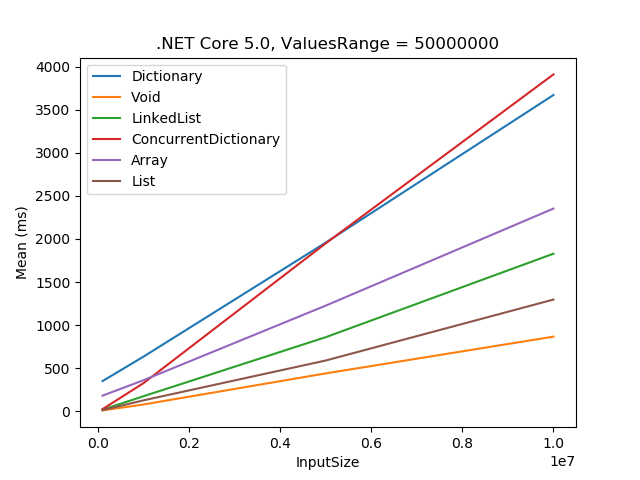 .NET Core 5.0, ValuesRange = 50000000
Dictionary
Void
LinkedList
ConcurrentDictionary
Array
List
Mean (ms)
4000
3500
3000
2500
2000
1500
1000
500
0
0.0 0.2 0.4 0.6 0.8 1.0
1e7
InputSize